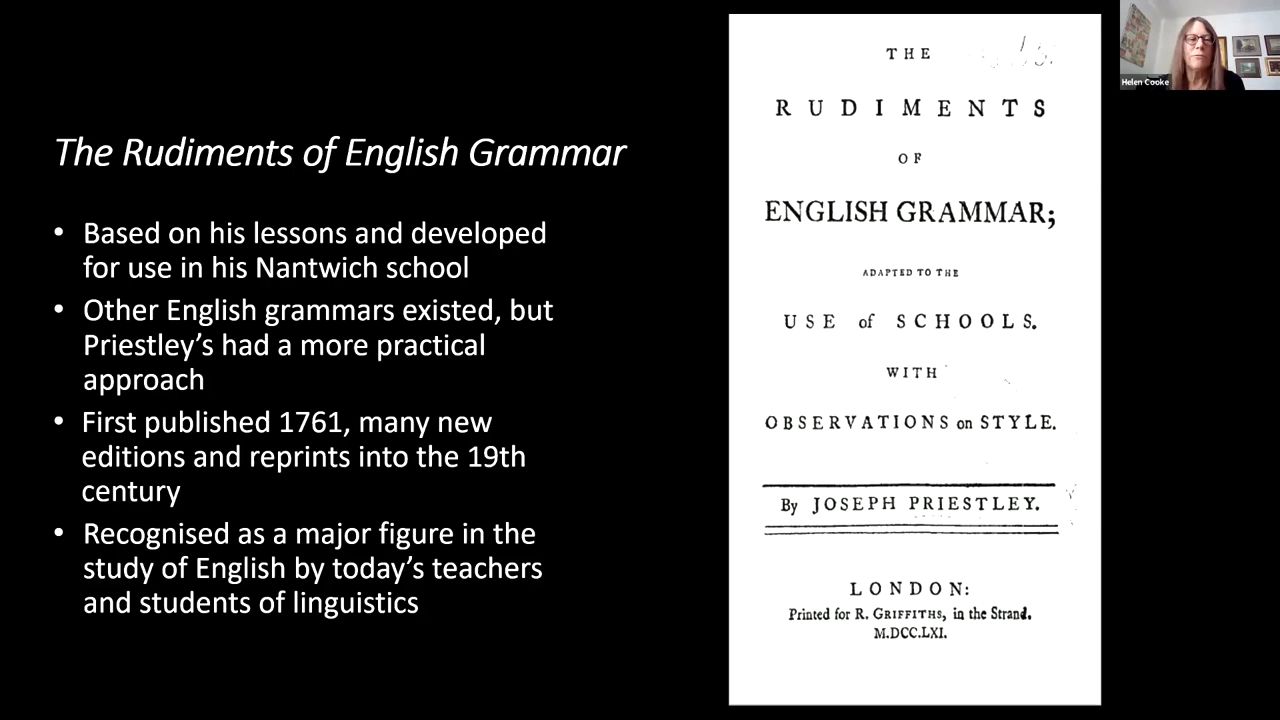 The Rudiments of English Grammar
• Based on his lessons and developed
for use in his Nantwich school
• Other English grammars existed, but
Priestley’s had a more practical
approach
• First published 1761, many new
editions and reprints into the 19th
century
• Recognised as a major figure in the
study of English by today’s teachers
and students of linguistics
THE
RUDIMENTS
OF
ENGLISH GRAMMAR;
ADAPTED TO THE
USE of SCHOOLS.
WITH
OBSERVATIONS on STYLE.
By JOSEPH PRIESTLEY.
LONDON:
Printed for R. GRIFFITHS, in the Strand.
M.DCC.LXI.
Helen Cooke